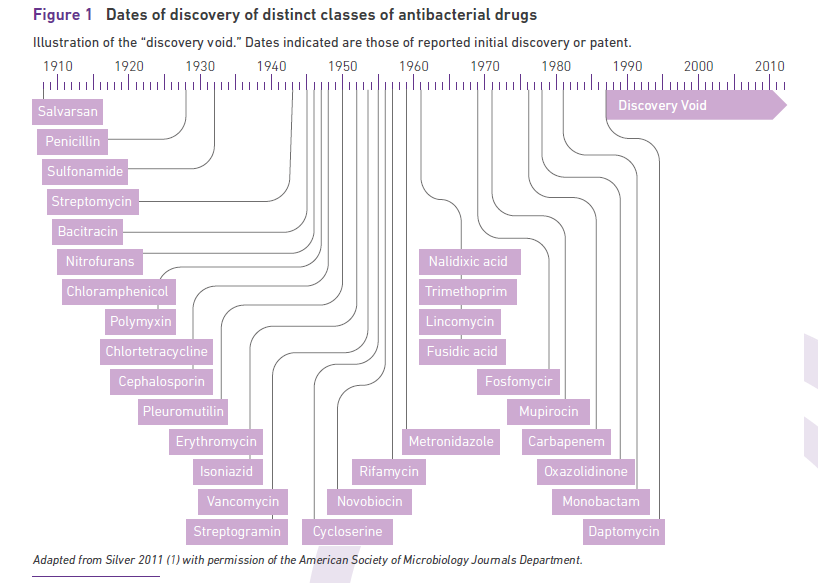 Figure 1 Dates of discovery of distinct classes of antibacterial drugs
Illustration of the “discovery void.” Dates indicated are those of reported initial discovery or patent.
1910 1920 1930 1940 1950 1960 1970 1980 1990 2000 2010
Discovery Void
Salvarsan
Penicillin
Sulfonamide
Streptomycin
Bacitracin
Nitrofurans Nalidixic acid
Chloramphenicol Trimethoprim
Polymyxin Lincomycin
Chlortetracycline Fusidic acid
Cephalosporin Fosfomycir
Pleuromutilin Mupirocin
Erythromycin Metronidazole Carbapenem
Isoniazid Rifamycin Oxazolidinone
Vancomycin Novobiocin Monobactam
Streptogramin Cycloserine Daptomycin
Adapted from Silver 2011 (1) with permission of the American Society of Microbiology Journals Department.